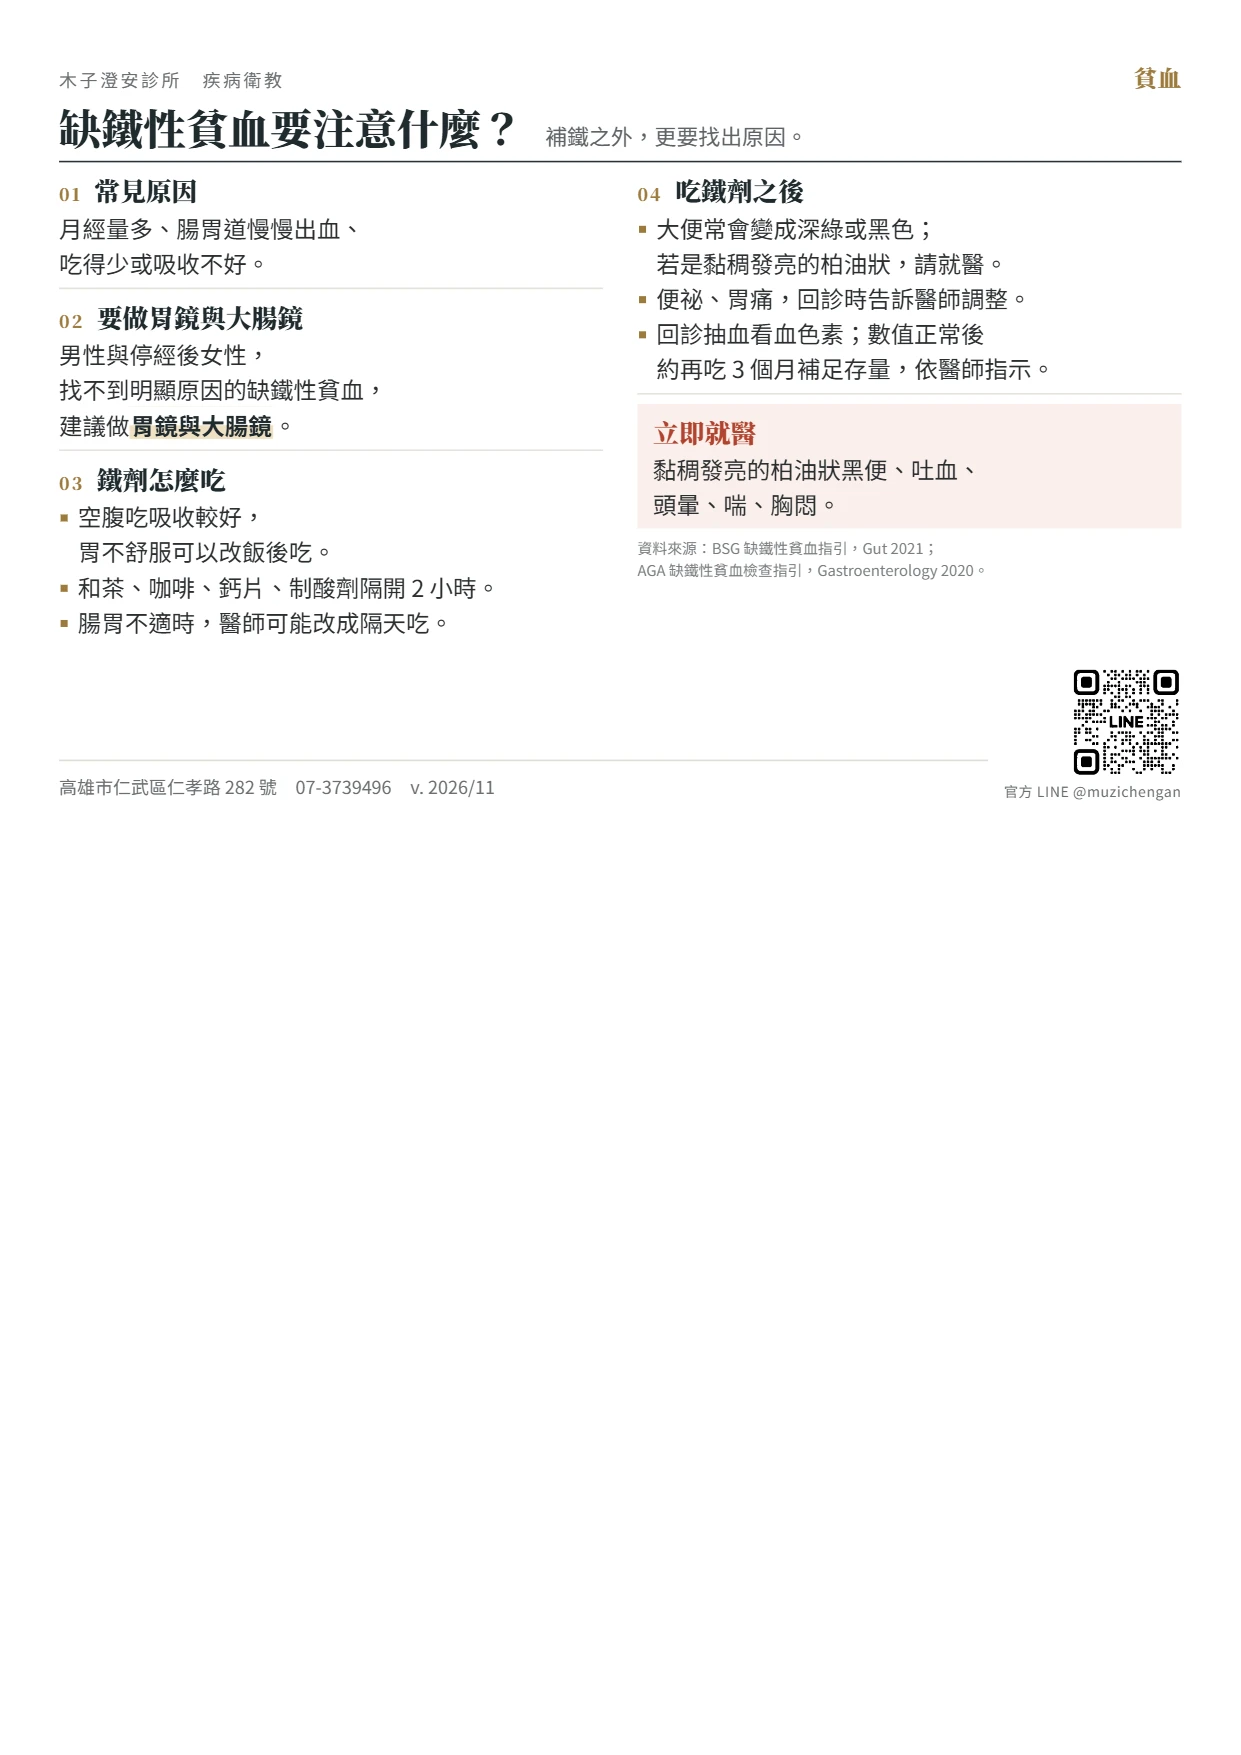 木子澄安診所　疾病衛教
貧血
缺鐵性貧血要注意什麼？　補鐵之外，更要找出原因。
01 常見原因
月經量多、腸胃道慢慢出血、
吃得少或吸收不好。
02 要做胃鏡與大腸鏡
男性與停經後女性，
找不到明顯原因的缺鐵性貧血，
建議做胃鏡與大腸鏡。
03 鐵劑怎麼吃
▪ 空腹吃吸收較好，
胃不舒服可以改飯後吃。
▪ 和茶、咖啡、鈣片、制酸劑隔開 2 小時。
▪ 腸胃不適時，醫師可能改成隔天吃。
04 吃鐵劑之後
▪ 大便常會變成深綠或黑色；
若是黏稠發亮的柏油狀，請就醫。
▪ 便祕、胃痛，回診時告訴醫師調整。
▪ 回診抽血看血色素；數值正常後
約再吃 3 個月補足存量，依醫師指示。
立即就醫
黏稠發亮的柏油狀黑便、吐血、
頭暈、喘、胸悶。
資料來源：BSG 缺鐵性貧血指引，Gut 2021；
AGA 缺鐵性貧血檢查指引，Gastroenterology 2020。
LINE
高雄市仁武區仁孝路 282 號　07-3739496　v. 2026/11
官方 LINE @muzichengan